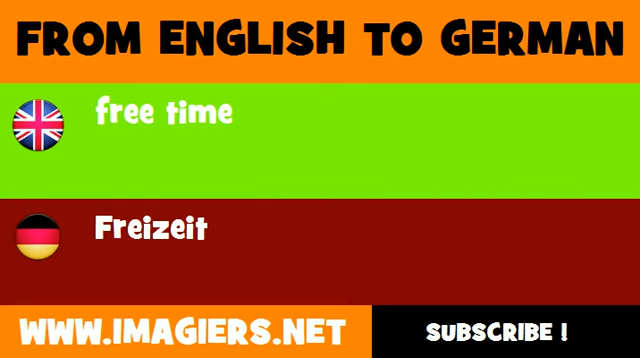 FROM ENGLISH TO GERMAN
free time
Freizeit
WWW.IMAGIERS.NET
SUBSCRIBE !